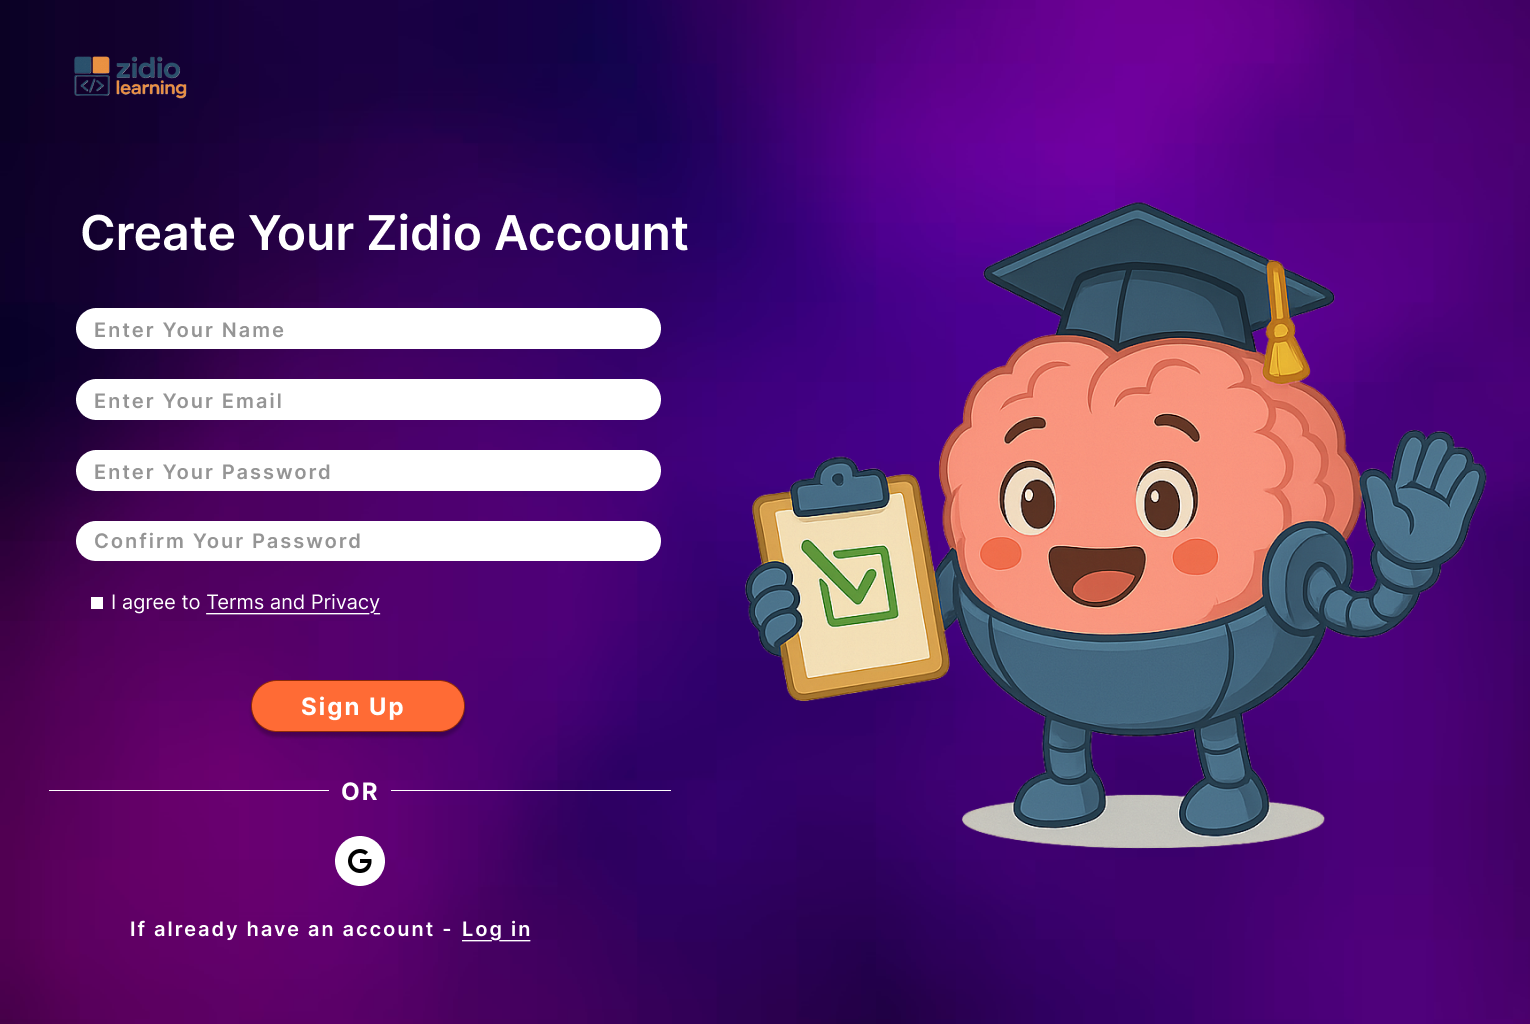 zidio
</>
learning
Create Your Zidio Account
Enter Your Name
Enter Your Email
Enter Your Password
Confirm Your Password
I agree to Terms and Privacy
Sign Up
OR
G
If already have an account - Log in